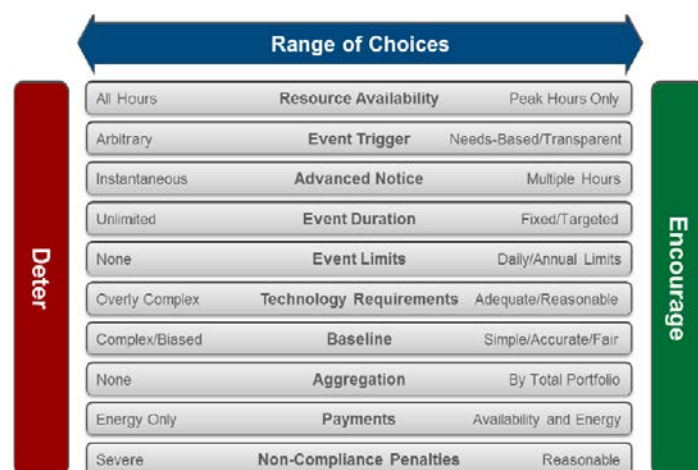 Range of Choices
Deter
All Hours Resource Availability Peak Hours Only
Arbitrary Event Trigger Needs-Based/Transparent
Instantaneous Advanced Notice Multiple Hours
Unlimited Event Duration Fixed/Targeted
None Event Limits Daily/Annual Limits
Overly Complex Technology Requirements Adequate/Reasonable
Complex/Biased Baseline Simple/Accurate/Fair
None Aggregation By Total Portfolio
Energy Only Payments Availability and Energy
Severe Non-Compliance Penalties Reasonable
Encourage